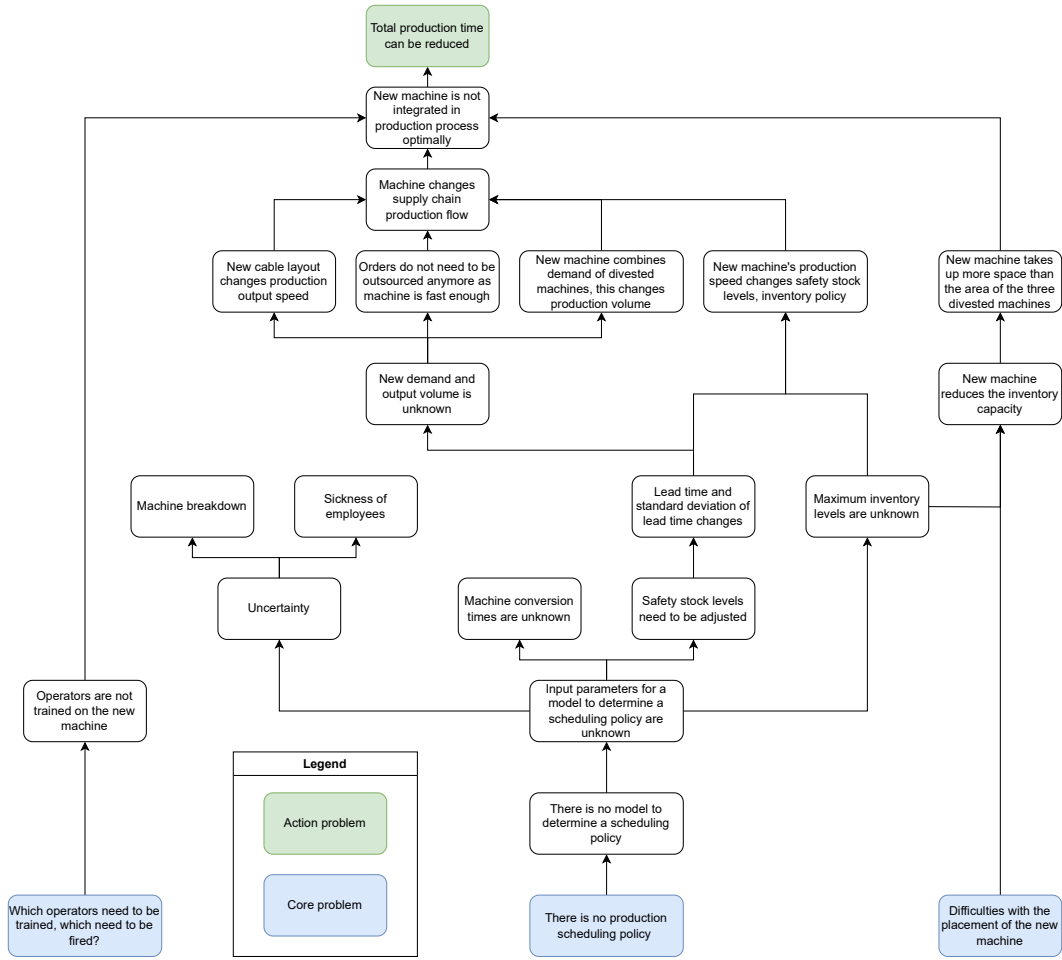 Total production time
can be reduced
New machine is not
integrated in
production process
optimally
Machine changes
supply chain
production flow
New cable layout
changes production
output speed
Orders do not need to be
outsourced anymore as
machine is fast enough
New machine combines
demand of divested
machines, this changes
production volume
New machine's production
speed changes safety stock
levels, inventory policy
New machine takes
up more space than
the area of the three
divested machines
New demand and
output volume is
unknown
New machine
reduces the inventory
capacity
Machine breakdown
Sickness of
employees
Lead time and
standard deviation of
lead time changes
Maximum inventory
levels are unknown
Uncertainty
Machine conversion
times are unknown
Safety stock levels
need to be adjusted
Operators are not
trained on the new
machine
Input parameters for a
model to determine a
scheduling policy are
unknown
Legend
Action problem
Core problem
There is no model to
determine a scheduling
policy
Which operators need to be
trained, which need to be
fired?
There is no production
scheduling policy
Difficulties with the
placement of the new
machine